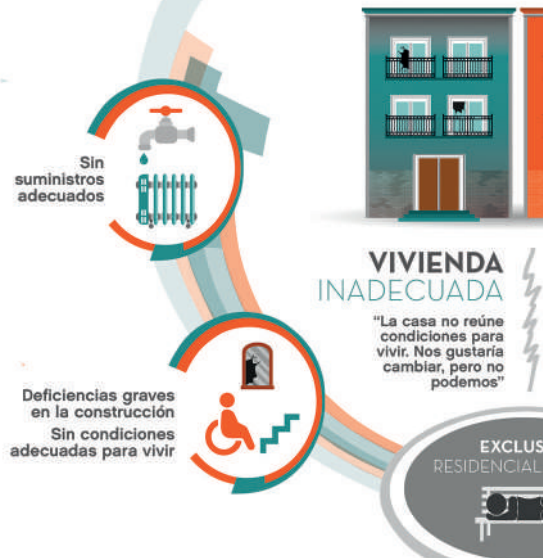 Sin
suministros
adecuados
VIVIENDA
INADECUADA
"La casa no reúne
condiciones para
vivir. Nos gustaría
cambiar, pero no
podemos"
Deficiencias graves
en la construcción
Sin condiciones
adecuadas para vivir
EXCLUS
RESIDENCIAL